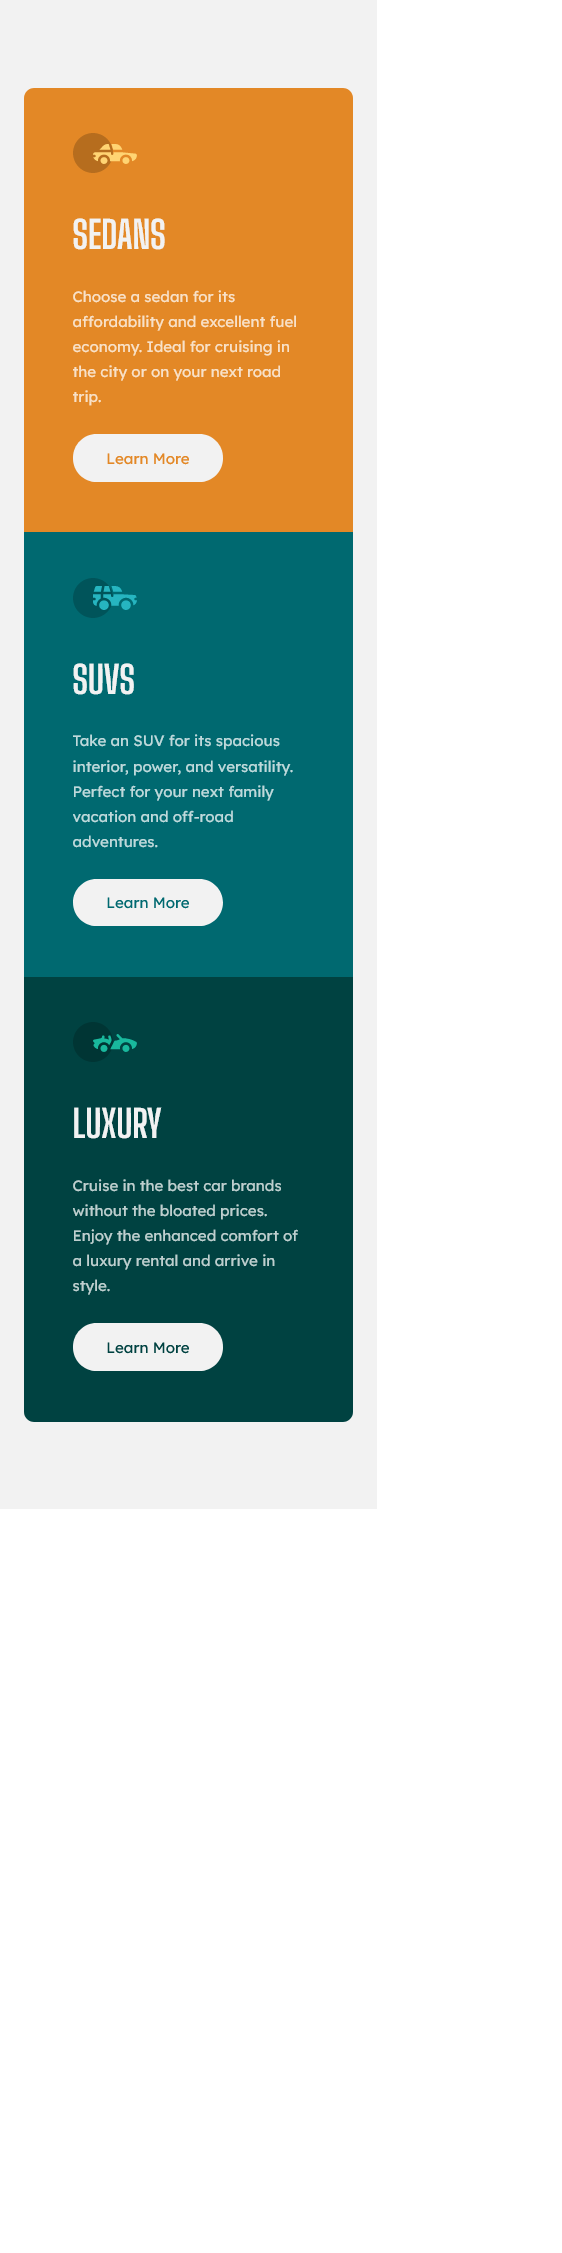 SEDANS
Choose a sedan for its
affordability and excellent fuel
economy. Ideal for cruising in
the city or on your next road
trip.
Learn More
SUVS
Take an SUV for its spacious
interior, power, and versatility.
Perfect for your next family
vacation and off-road
adventures.
Learn More
LUXURY
Cruise in the best car brands
without the bloated prices.
Enjoy the enhanced comfort of
a luxury rental and arrive in
style.
Learn More